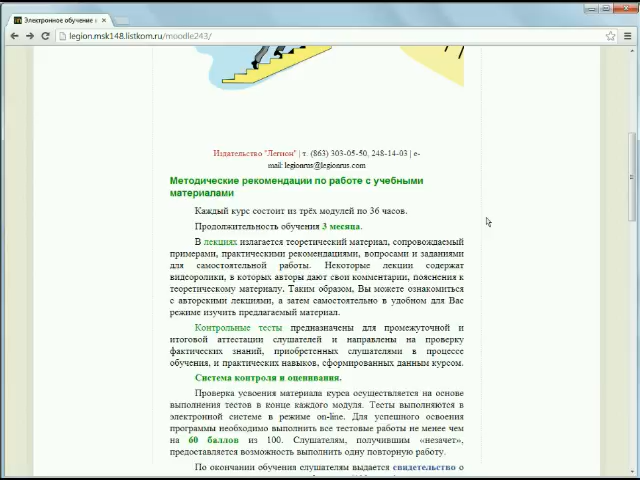 Электронное обучение
legion.msk148.listkom.ru/moodle243/
Издательство "Легион" | т. (863) 303-05-50, 248-14-03 | e-
mail: legionrus@legionrus.com
Методические рекомендации по работе с учебными
материалами
Каждый курс состоит из трёх модулей по 36 часов.
Продолжительность обучения 3 месяца.
В лекциях излагается теоретический материал, сопровождаемый
примерами, практическими рекомендациями, вопросами и заданиями
для самостоятельной работы. Некоторые лекции содержат
видеоролики, в которых авторы дают свои комментарии, пояснения к
теоретическому материалу. Таким образом, Вы можете ознакомиться
с авторскими лекциями, а затем самостоятельно в удобном для Вас
режиме изучить предлагаемый материал.
Контрольные тесты предназначены для промежуточной и
итоговой аттестации слушателей и направлены на проверку
фактических знаний, приобретенных слушателями в процессе
обучения, и практических навыков, сформированных данным курсом.
Система контроля и оценивания.
Проверка усвоения материала курса осуществляется на основе
выполнения тестов в конце каждого модуля. Тесты выполняются в
электронной системе в режиме on-line. Для успешного освоения
программы необходимо выполнить все тестовые работы не менее чем
на 60 баллов из 100. Слушателям, получившим «незачет»,
предоставляется возможность выполнить одну повторную работу.
По окончании обучения слушателям выдается свидетельство о